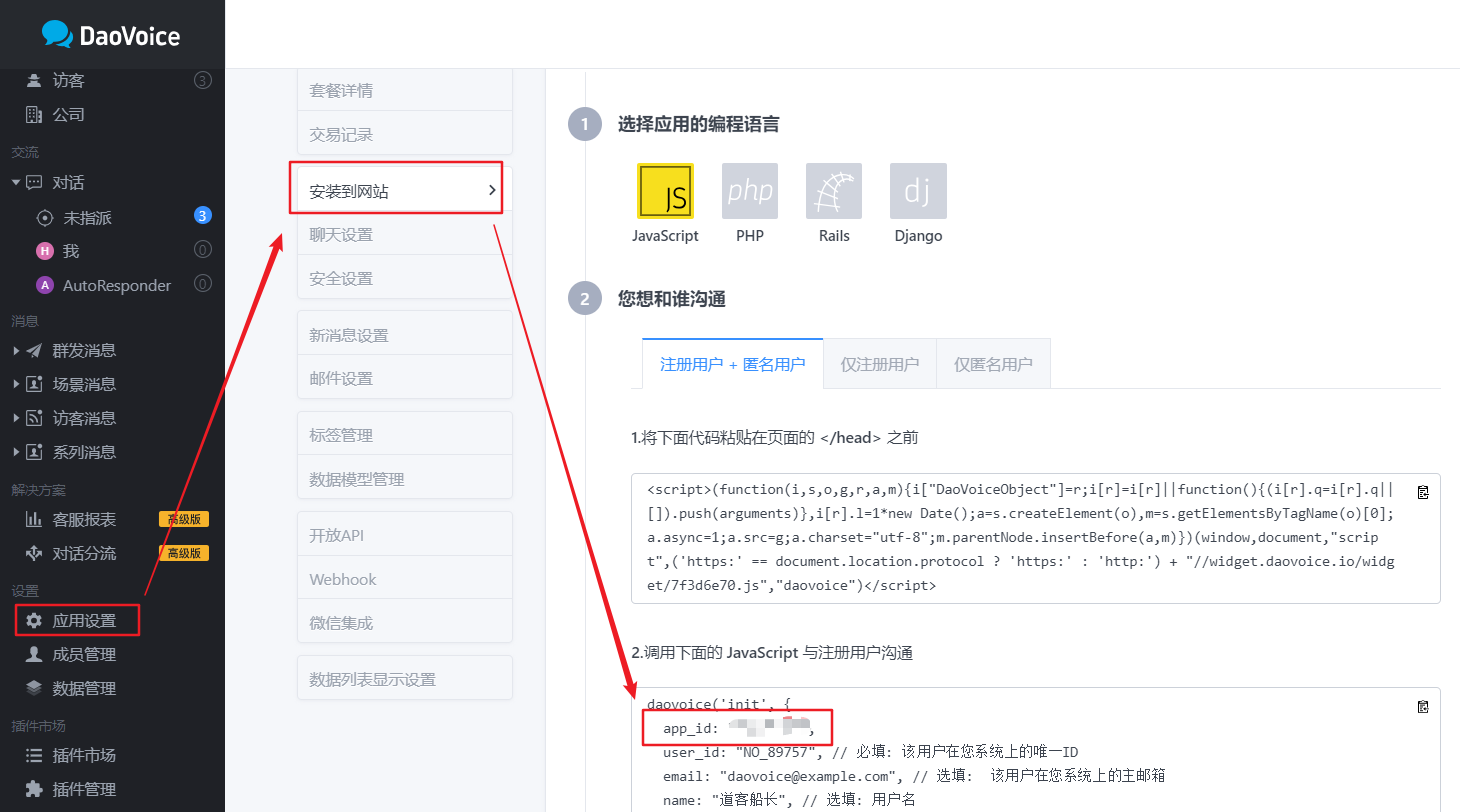 DaoVoice
访客
3
公司
交流
对话
未指派
3
H
我
0
A
AutoResponder
0
消息
群发消息
场景消息
访客消息
系列消息
解决方案
客服报表
高级版
对话分流
高级版
设置
应用设置
成员管理
数据管理
插件市场
插件市场
插件管理
套餐详情
交易记录
安装到网站
聊天设置
安全设置
新消息设置
邮件设置
标签管理
数据模型管理
开放API
Webhook
微信集成
数据列表显示设置
1
选择应用的编程语言
JS
php
dj
JavaScript
PHP
Rails
Django
2
您想和谁沟通
注册用户 + 匿名用户
仅注册用户
仅匿名用户
1.将下面代码粘贴在页面的 </head> 之前
<script>(function(i,s,o,g,r,a,m){i["DaoVoiceObject"]=r;i[r]=i[r]||function(){(i[r].q=i[r].q||
[]).push(arguments)},i[r].l=1*new Date();a=s.createElement(o),m=s.getElementsByTagName(o)[0];
a.async=1;a.src=g;a.charset="utf-8";m.parentNode.insertBefore(a,m)})(window,document,"scrip
t",('https:' == document.location.protocol ? 'https:' : 'http:') + "//widget.daovoice.io/widg
et/7f3d6e70.js","daovoice")</script>
2.调用下面的 JavaScript 与注册用户沟通
daovoice('init', {
app_id: ,
user_id: "NO_89757", // 必填: 该用户在您系统上的唯一ID
email: "daovoice@example.com", // 选填: 该用户在您系统上的主邮箱
name: "道客船长", // 选填: 用户名